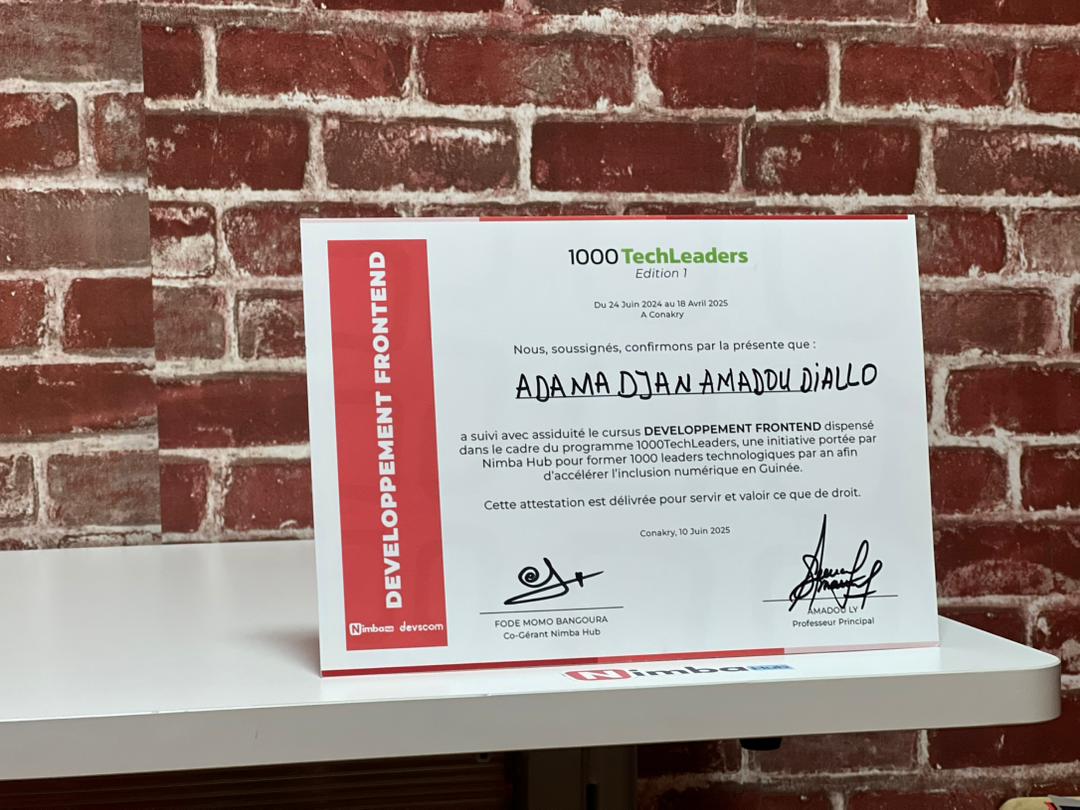 DEVELOPPEMENT FRONTEND
1000 TechLeaders
Edition 1
Du 24 Juin 2024 au 18 Avril 2025
A Conakry
Nous, soussignés, confirmons par la présente que :
ADAMA DJAN AMADOU DiALLO
a suivi avec assiduité le cursus DEVELOPPEMENT FRONTEND dispensé
dans le cadre du programme 1000TechLeaders, une initiative portée par
Nimba Hub pour former 1000 leaders technologiques par an afin
d'accélérer l'inclusion numérique en Guinée.
Cette attestation est délivrée pour servir et valoir ce que de droit.
Conakry, 10 Juin 2025
FODE MOMO BANGOURA
Co-Gérant Nimba Hub
AMADOU LY
Professeur Principal
Nimba HUB devscom
Nimba HUB